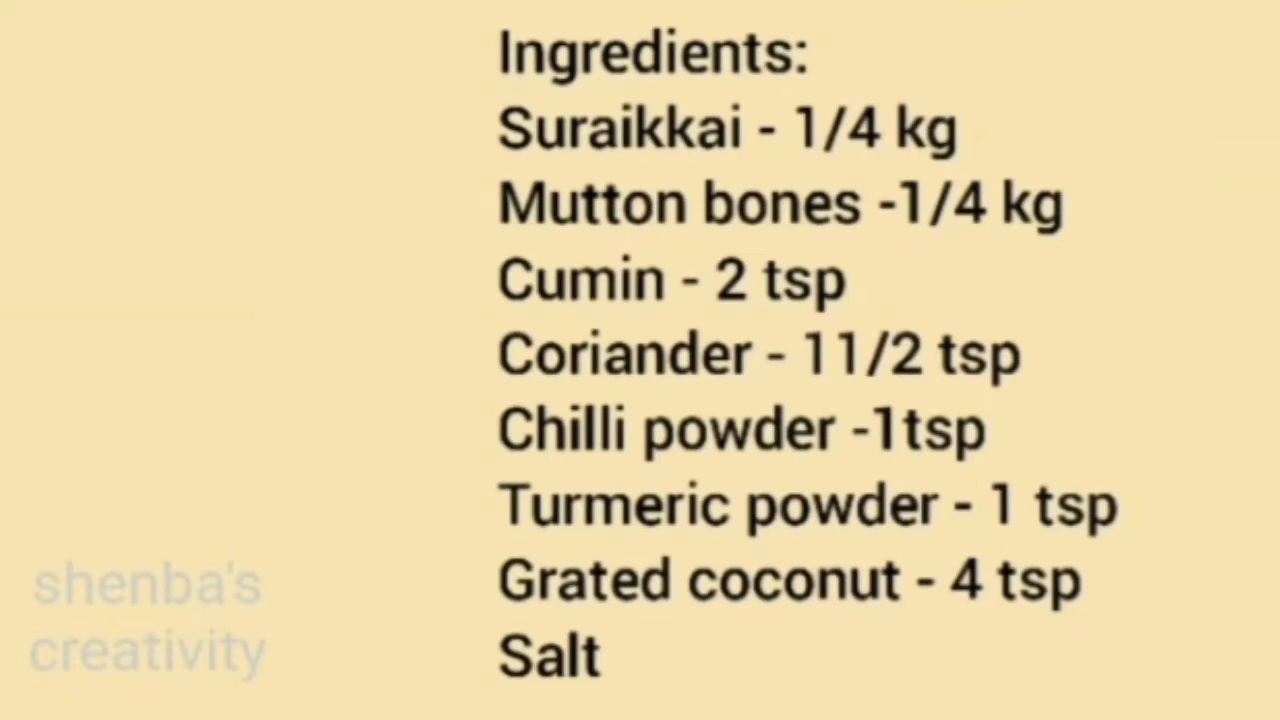 Ingredients:
Suraikkai - 1/4 kg
Mutton bones -1/4 kg
Cumin - 2 tsp
Coriander - 11/2 tsp
Chilli powder -1tsp
Turmeric powder - 1 tsp
Grated coconut - 4 tsp
Salt
shenba's
creativity